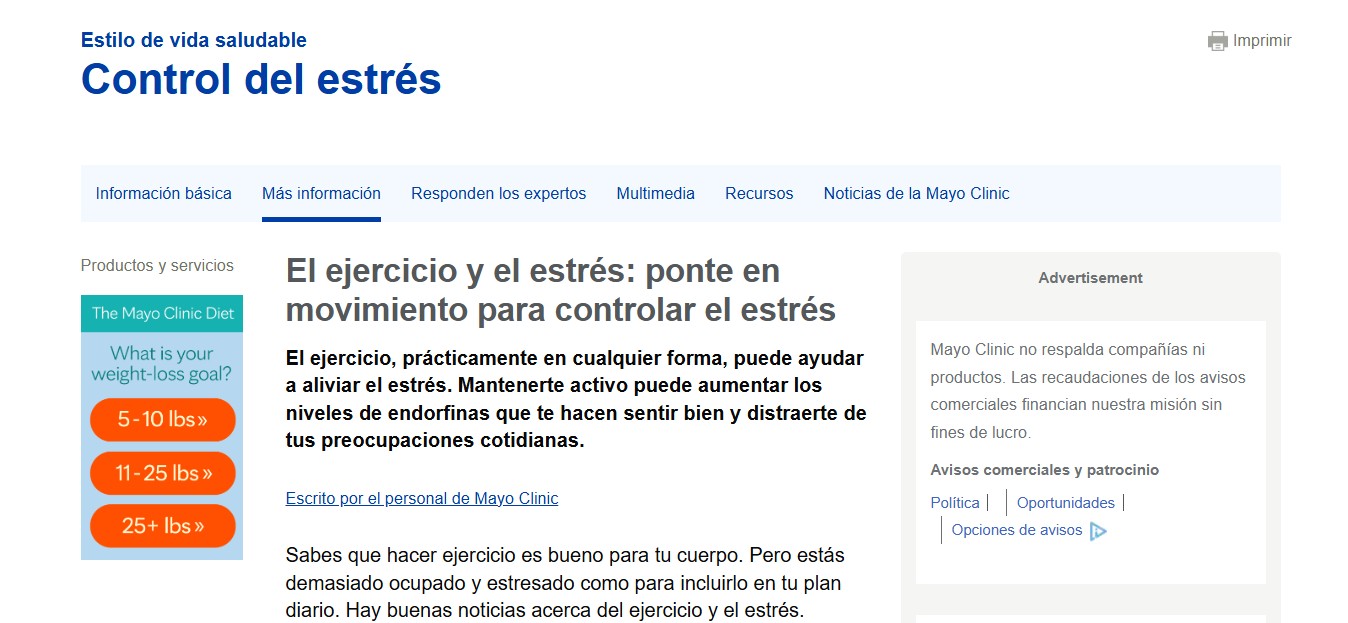 Estilo de vida saludable
Control del estrés
Imprimir
Información básica Más información Responden los expertos Multimedia Recursos Noticias de la Mayo Clinic
Productos y servicios
The Mayo Clinic Diet
What is your
weight-loss goal?
5-10 lbs»
11-25 lbs»
25+ lbs»
El ejercicio y el estrés: ponte en
movimiento para controlar el estrés
El ejercicio, prácticamente en cualquier forma, puede ayudar
a aliviar el estrés. Mantenerte activo puede aumentar los
niveles de endorfinas que te hacen sentir bien y distraerte de
tus preocupaciones cotidianas.
Escrito por el personal de Mayo Clinic
Sabes que hacer ejercicio es bueno para tu cuerpo. Pero estás
demasiado ocupado y estresado como para incluirlo en tu plan
diario. Hay buenas noticias acerca del ejercicio y el estrés.
Advertisement
Mayo Clinic no respalda compañías ni
productos. Las recaudaciones de los avisos
comerciales financian nuestra misión sin
fines de lucro.
Avisos comerciales y patrocinio
Política | | Oportunidades |
| Opciones de avisos